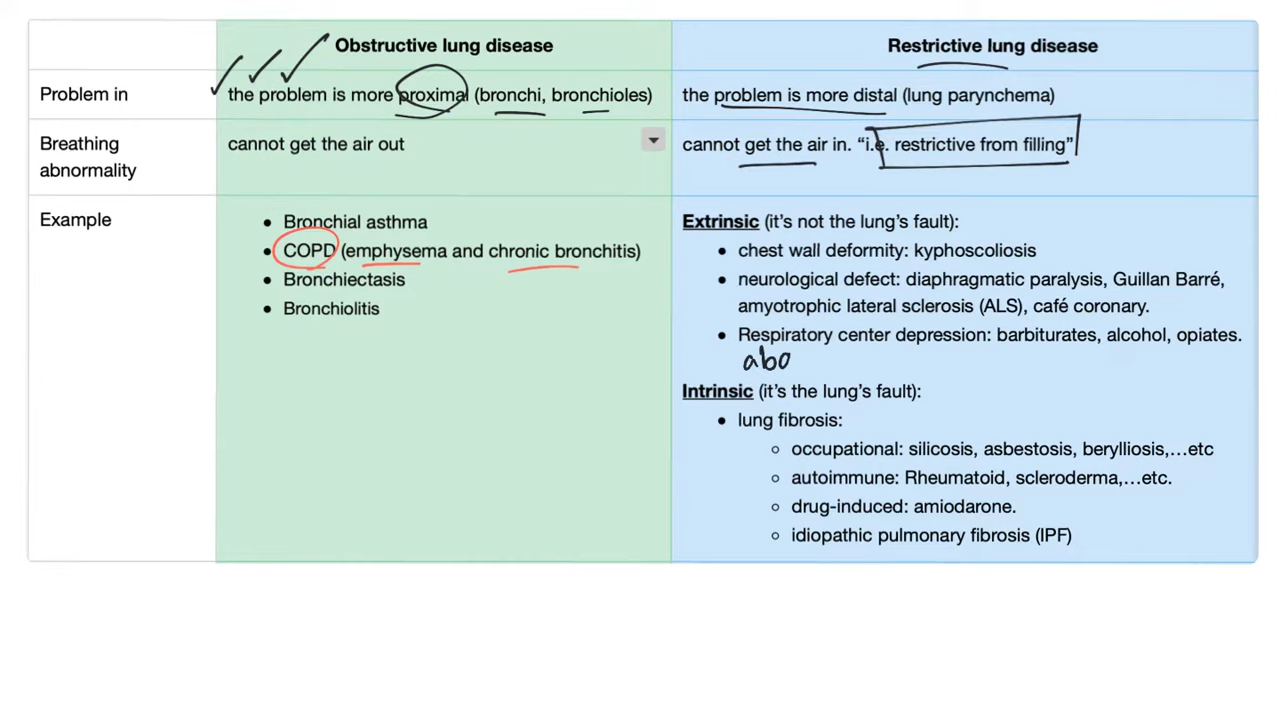 Obstructive lung disease
Restrictive lung disease
Problem in
the problem is more proximal (bronchi, bronchioles)
the problem is more distal (lung parynchema)
Breathing abnormality
cannot get the air out
cannot get the air in. “i.e. restrictive from filling”
Example
• Bronchial asthma
• COPD (emphysema and chronic bronchitis)
• Bronchiectasis
• Bronchiolitis
Extrinsic (it’s not the lung’s fault):
• chest wall deformity: kyphoscoliosis
• neurological defect: diaphragmatic paralysis, Guillan Barré,
amyotrophic lateral sclerosis (ALS), café coronary.
• Respiratory center depression: barbiturates, alcohol, opiates.
abo
Intrinsic (it’s the lung’s fault):
• lung fibrosis:
◦ occupational: silicosis, asbestosis, berylliosis,…etc
◦ autoimmune: Rheumatoid, scleroderma,…etc.
◦ drug-induced: amiodarone.
◦ idiopathic pulmonary fibrosis (IPF)